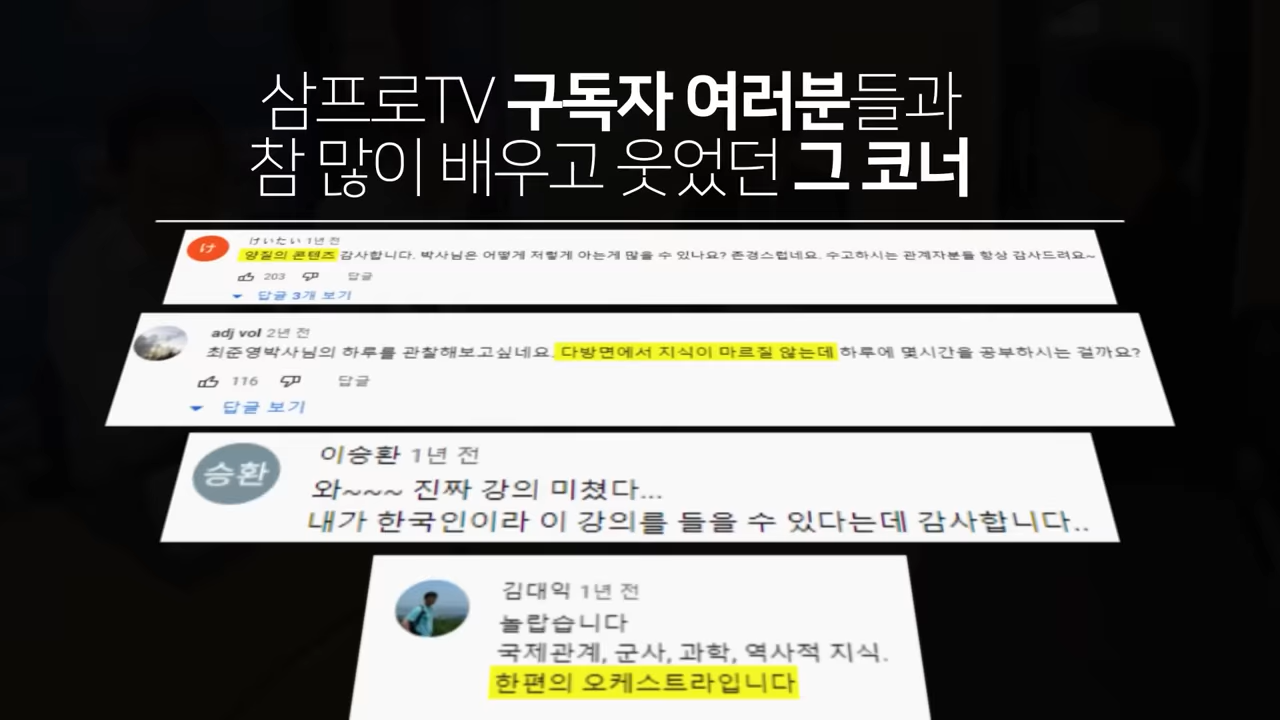 삼프로TV 구독자 여러분들과
참 많이 배우고 웃었던 그 코너
け
けいたい 1년 전
양질의 콘텐츠 감사합니다. 박사님은 어떻게 저렇게 아는게 많을 수 있나요? 존경스럽네요. 수고하시는 관계자분들 항상 감사드려요~
203 답글
답글 3개 보기
adj vol 2년 전
최준영박사님의 하루를 관찰해보고싶네요. 다방면에서 지식이 마르질 않는데 하루에 몇시간을 공부하시는 걸까요?
116 답글
답글 보기
승환
이승환 1년 전
와~~~ 진짜 강의 미쳤다...
내가 한국인이라 이 강의를 들을 수 있다는데 감사합니다..
김대익 1년 전
놀랍습니다
국제관계, 군사, 과학, 역사적 지식.
한편의 오케스트라입니다